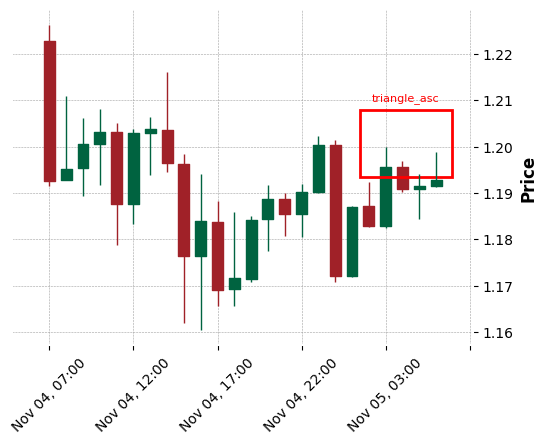 triangle_asc
1.22
1.21
1.20
1.19
1.18
1.17
1.16
Price
Nov 04, 07:00
Nov 04, 12:00
Nov 04, 17:00
Nov 04, 22:00
Nov 05, 03:00